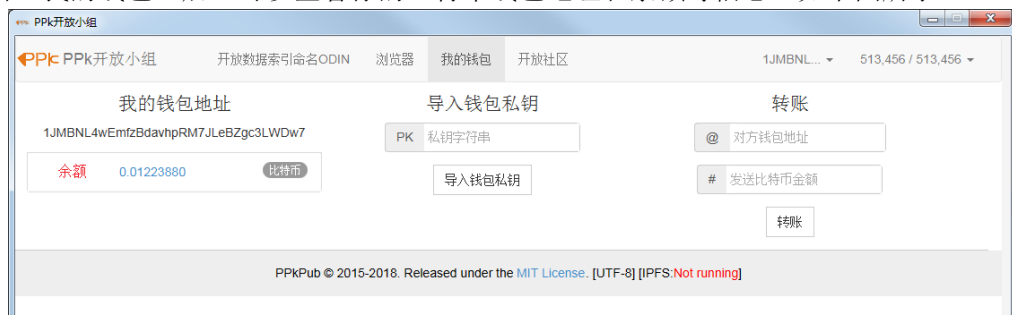 PPk开放小组
PPk PPk开放小组 开放数据索引命名ODIN 浏览器 我的钱包 开放社区 1JMBNL... 513,456 / 513,456
我的钱包地址 导入钱包私钥 转账
1JMBNL4wEmfzBdavhpRM7JLeBZgc3LWDw7 PK 私钥字符串 @ 对方钱包地址
余额 0.01223880 比特币 导入钱包私钥 # 发送比特币金额
转账
PPkPub © 2015-2018. Released under the MIT License. [UTF-8] [IPFS:Not running]